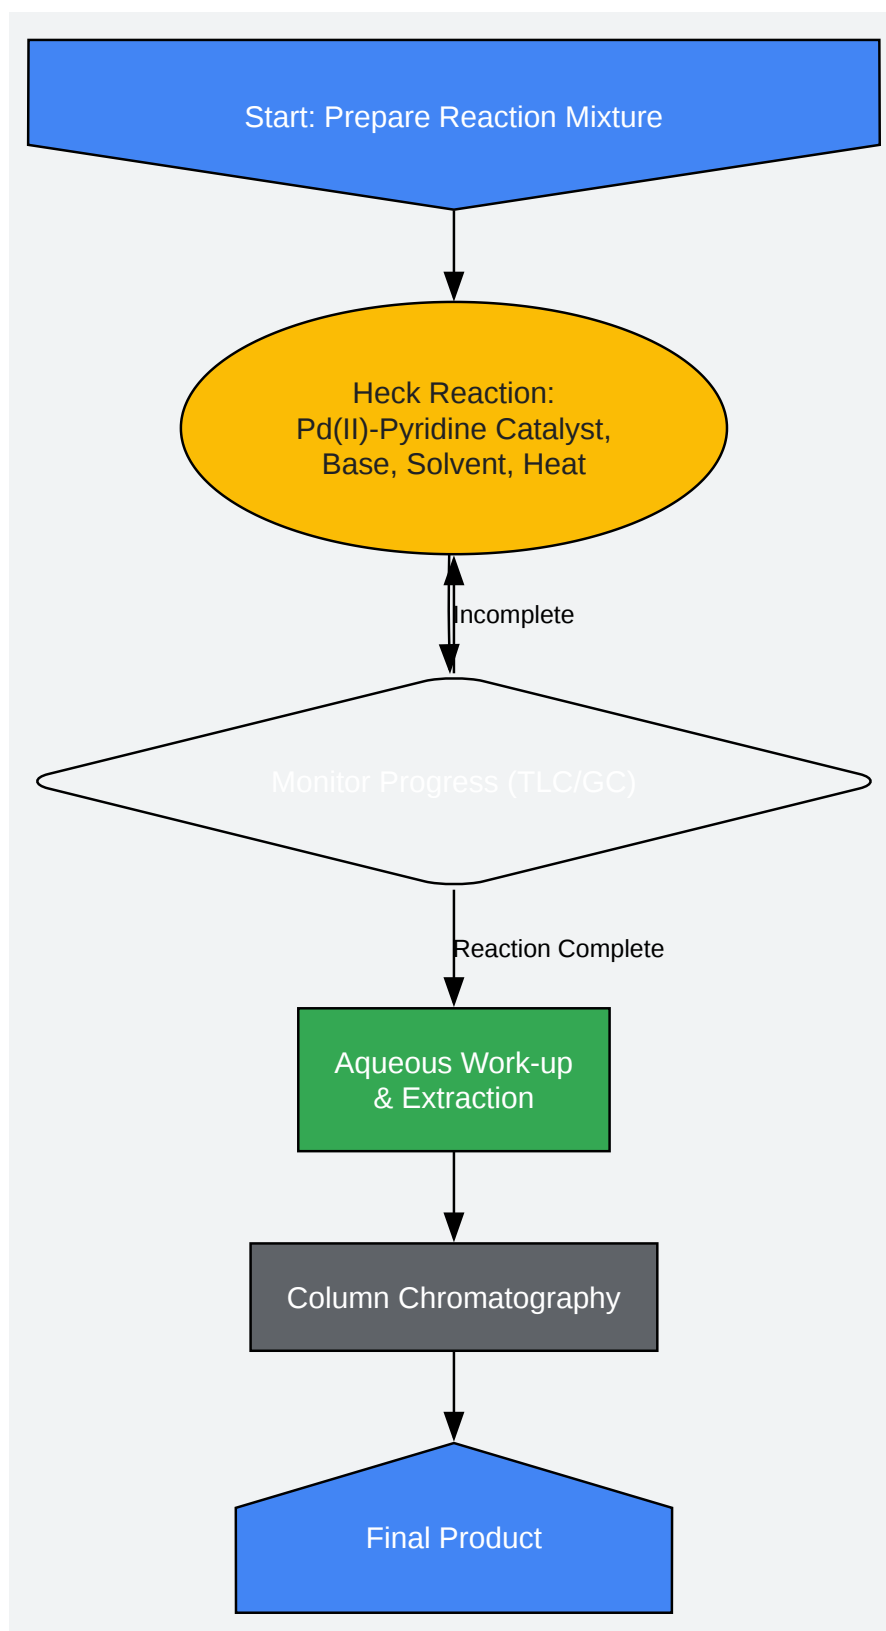 Start: Prepare Reaction Mixture
Heck Reaction:
Pd(II)-Pyridine Catalyst,
Base, Solvent, Heat
Incomplete
Monitor Progress (TLC/GC)
Reaction Complete
Aqueous Work-up
& Extraction
Column Chromatography
Final Product